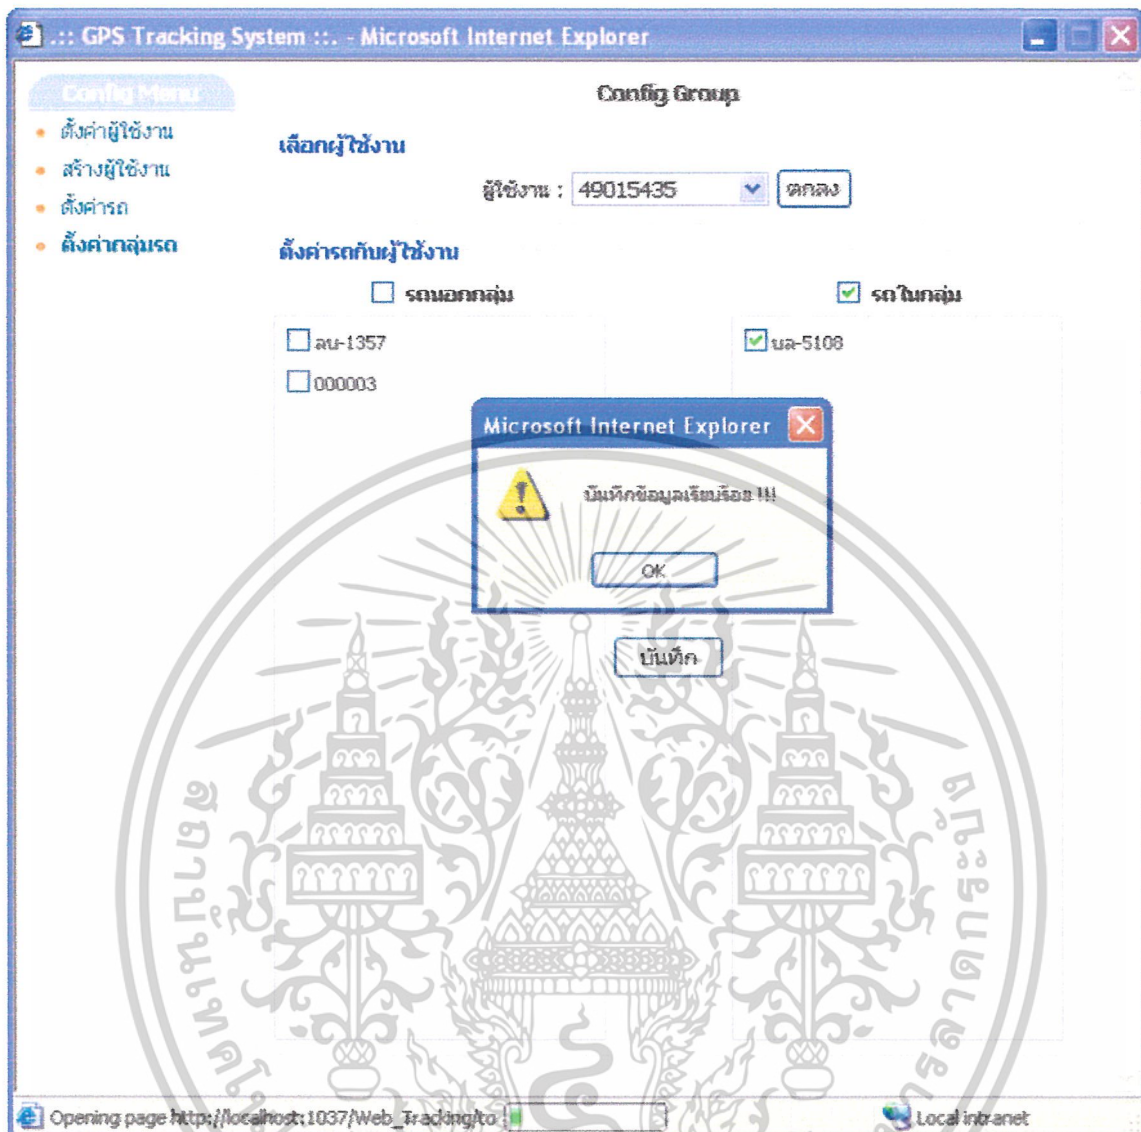 .:: GPS Tracking System ::. - Microsoft Internet Explorer
Config Menu
ตั้งค่าผู้ใช้งาน
สร้างผู้ใช้งาน
ตั้งค่ารถ
ตั้งค่ากลุ่มรถ
Config Group
เลือกผู้ใช้งาน
ผู้ใช้งาน : 49015435 ตกลง
ตั้งค่ารถกับผู้ใช้งาน
รถนอกกลุ่ม
รถในกลุ่ม
ลบ-1357
บล-5108
000003
Microsoft Internet Explorer
บันทึกข้อมูลเรียบร้อย !!!
OK
บันทึก
Opening page http://localhost:1037/Web_Tracking/to
Local intranet